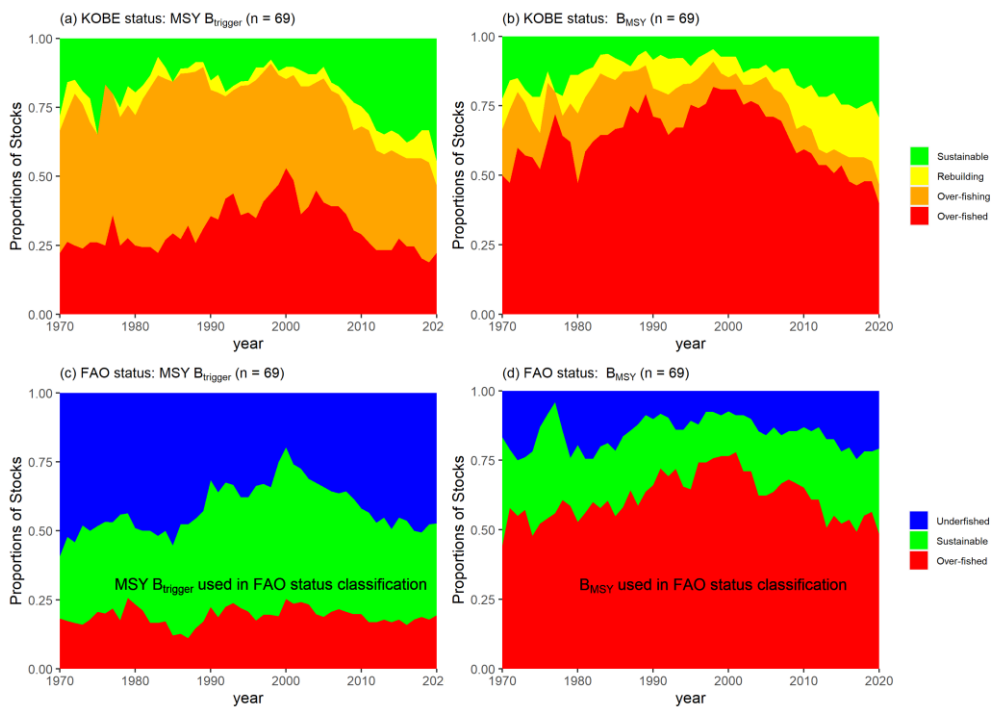 (a) KOBE status: MSY Btrigger (n = 69)
(b) KOBE status: BMSY (n = 69)
Proportions of Stocks
1.00
0.75
0.50
0.25
0.00
1970
1980
1990
2000
2010
202
year
Proportions of Stocks
1.00
0.75
0.50
0.25
0.00
1970
1980
1990
2000
2010
2020
year
Sustainable
Rebuilding
Over-fishing
Over-fished
(c) FAO status: MSY Btrigger (n = 69)
(d) FAO status: BMSY (n = 69)
Proportions of Stocks
1.00
0.75
0.50
0.25
0.00
MSY Btrigger used in FAO status classification
1970
1980
1990
2000
2010
202
year
Proportions of Stocks
1.00
0.75
0.50
0.25
0.00
BMSY used in FAO status classification
1970
1980
1990
2000
2010
2020
year
Underfished
Sustainable
Over-fished